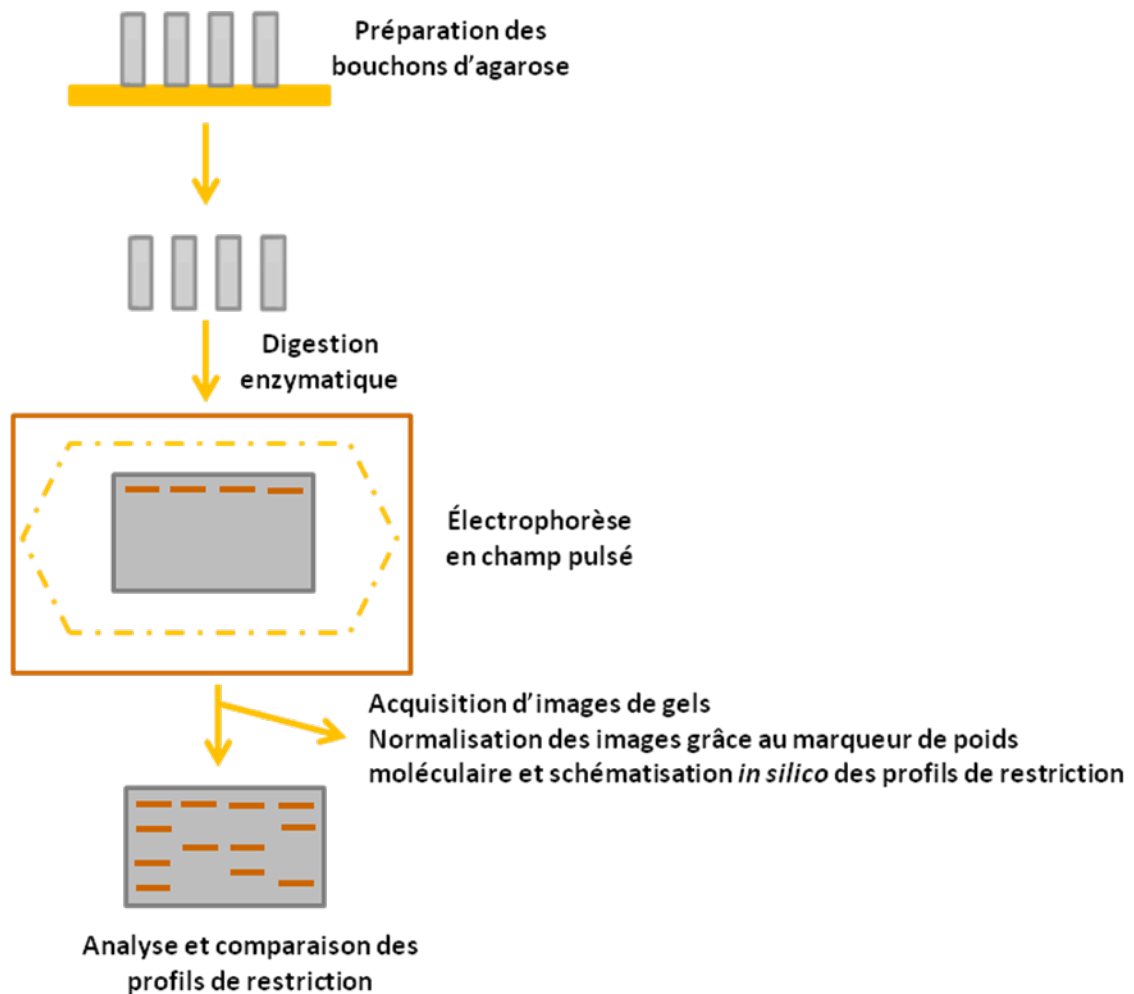 Préparation des
bouchons d'agarose
Digestion
enzymatique
Électrophorèse
en champ pulsé
Acquisition d'images de gels
Normalisation des images grâce au marqueur de poids
moléculaire et schématisation in silico des profils de restriction
Analyse et comparaison des
profils de restriction